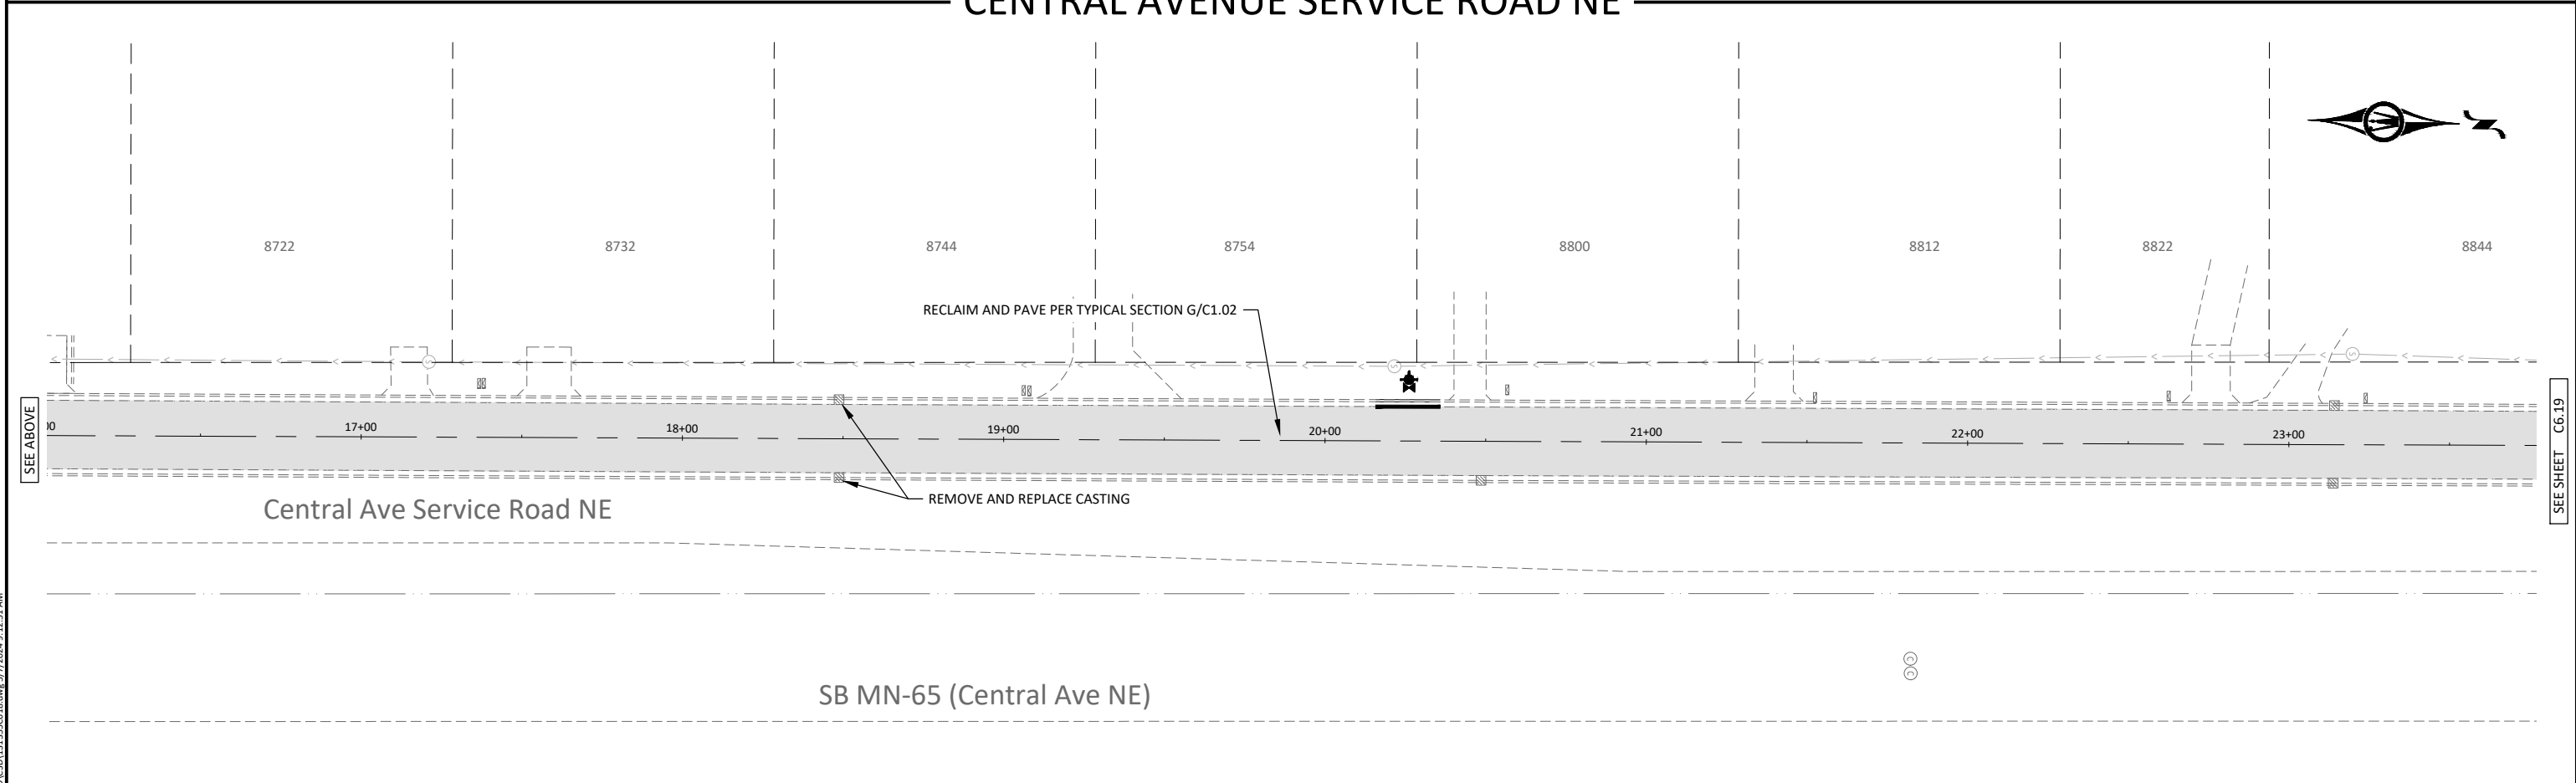 CENTRAL AVENUE SERVICE ROAD NE
8722 8732 8744 8754 8800 8812 8822 8844
RECLAIM AND PAVE PER TYPICAL SECTION G/C1.02
S S S
SEE ABOVE
00 17+00 18+00 19+00 20+00 21+00 22+00 23+00
SEE SHEET C6.19
REMOVE AND REPLACE CASTING
Central Ave Service Road NE
C
C
SB MN-65 (Central Ave NE)